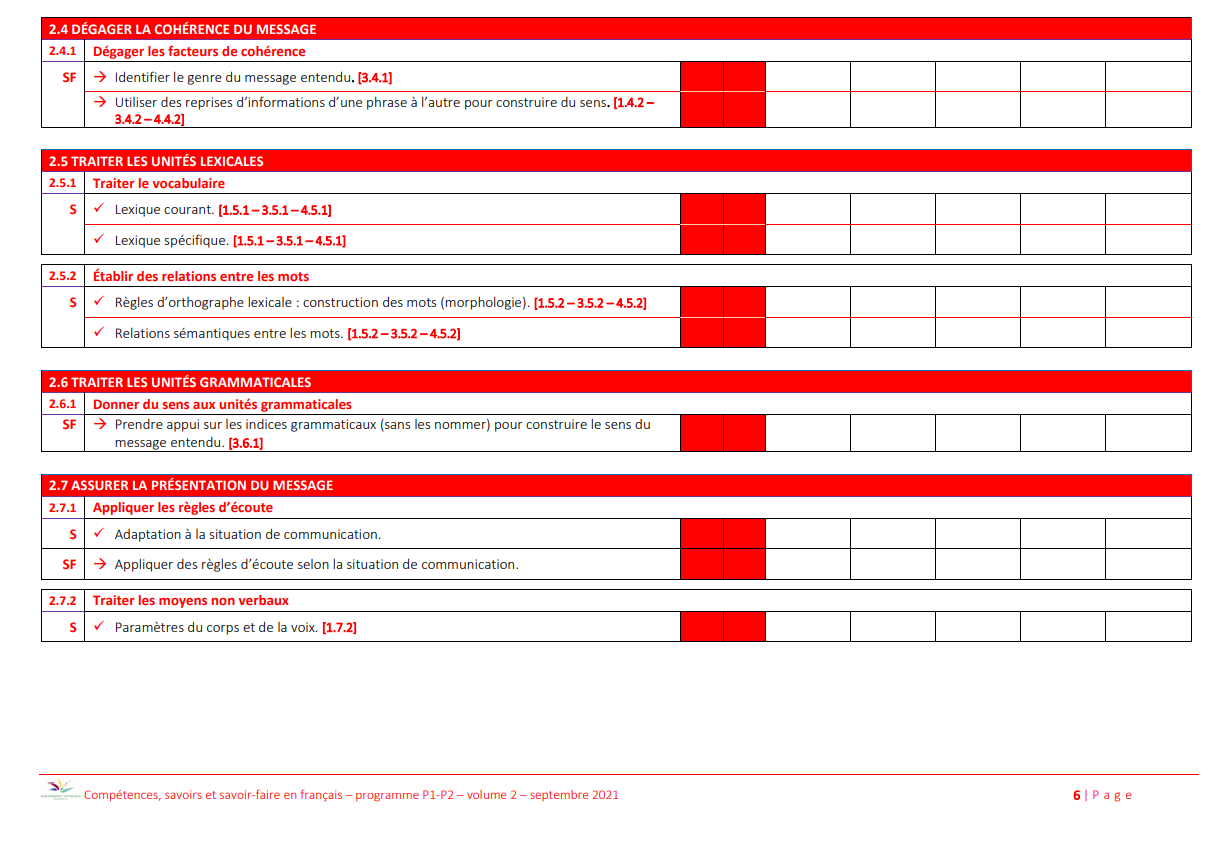 2.4 DÉGAGER LA COHÉRENCE DU MESSAGE
2.4.1 Dégager les facteurs de cohérence
SF → Identifier le genre du message entendu. [3.4.1]
→ Utiliser des reprises d’informations d’une phrase à l’autre pour construire du sens. [1.4.2 –
3.4.2 – 4.4.2]
2.5 TRAITER LES UNITÉS LEXICALES
2.5.1 Traiter le vocabulaire
S ✓ Lexique courant. [1.5.1 – 3.5.1 – 4.5.1]
✓ Lexique spécifique. [1.5.1 – 3.5.1 – 4.5.1]
2.5.2 Établir des relations entre les mots
S ✓ Règles d’orthographe lexicale : construction des mots (morphologie). [1.5.2 – 3.5.2 – 4.5.2]
✓ Relations sémantiques entre les mots. [1.5.2 – 3.5.2 – 4.5.2]
2.6 TRAITER LES UNITÉS GRAMMATICALES
2.6.1 Donner du sens aux unités grammaticales
SF → Prendre appui sur les indices grammaticaux (sans les nommer) pour construire le sens du
message entendu. [3.6.1]
2.7 ASSURER LA PRÉSENTATION DU MESSAGE
2.7.1 Appliquer les règles d’écoute
S ✓ Adaptation à la situation de communication.
SF → Appliquer des règles d’écoute selon la situation de communication.
2.7.2 Traiter les moyens non verbaux
S ✓ Paramètres du corps et de la voix. [1.7.2]
Compétences, savoirs et savoir-faire en français – programme P1-P2 – volume 2 – septembre 2021
6 | P a g e